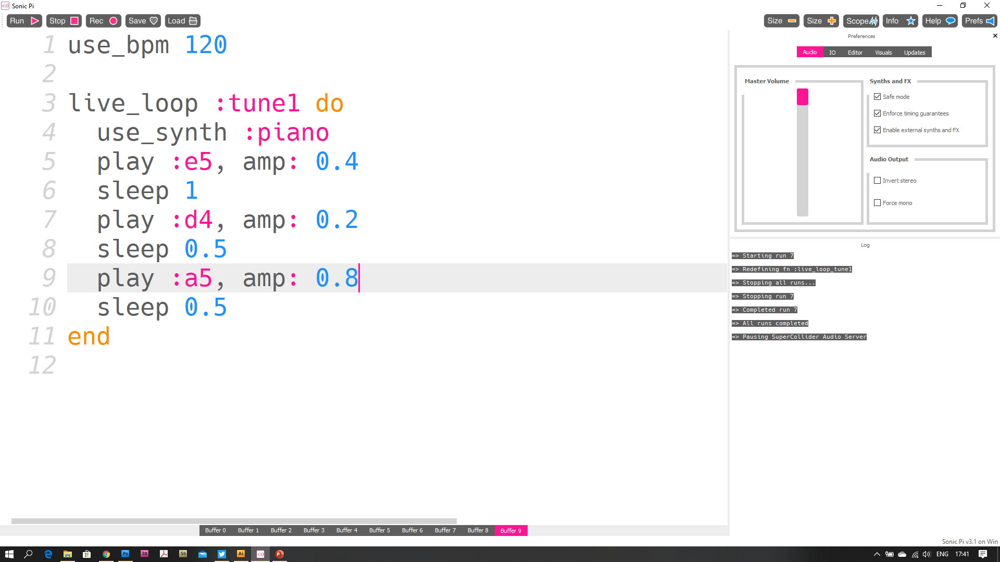 Sonic Pi
Run Stop Rec Save Load Size Size Scope Info Help Prefs
1 use_bpm 120
2
3 live_loop :tune1 do
4 use_synth :piano
5 play :e5, amp: 0.4
6 sleep 1
7 play :d4, amp: 0.2
8 sleep 0.5
9 play :a5, amp: 0.8
10 sleep 0.5
11 end
12
Preferences
Audio IO Editor Visuals Updates
Master Volume
Synths and FX
Safe mode
Enforce timing guarantees
Enable external synths and FX
Audio Output
Invert stereo
Force mono
Log
=> Starting run 7
=> Redefining fn :live_loop_tune1
=> Stopping all runs...
=> Stopping run 7
=> Completed run 7
=> All runs completed
=> Pausing SuperCollider Audio Server
Buffer 0 Buffer 1 Buffer 2 Buffer 3 Buffer 4 Buffer 5 Buffer 6 Buffer 7 Buffer 8 Buffer 9
Sonic Pi v3.1 on Win
Ps ID Sb Ai P ENG 17:41